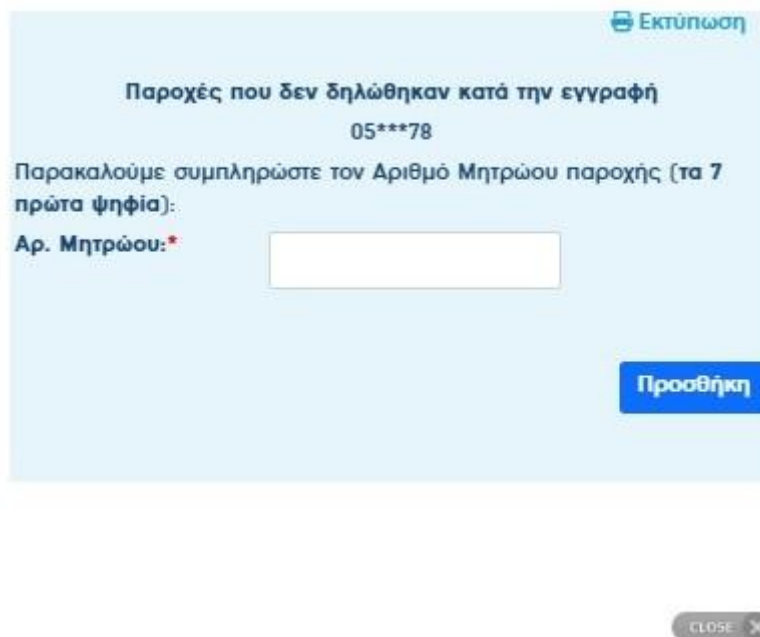 Εκτύπωση
Παροχές που δεν δηλώθηκαν κατά την εγγραφή
05***78
Παρακαλούμε συμπληρώστε τον Αριθμό Μητρώου παροχής (τα 7
πρώτα ψηφία):
Αρ. Μητρώου:*
Προσθήκη
CLOSE X